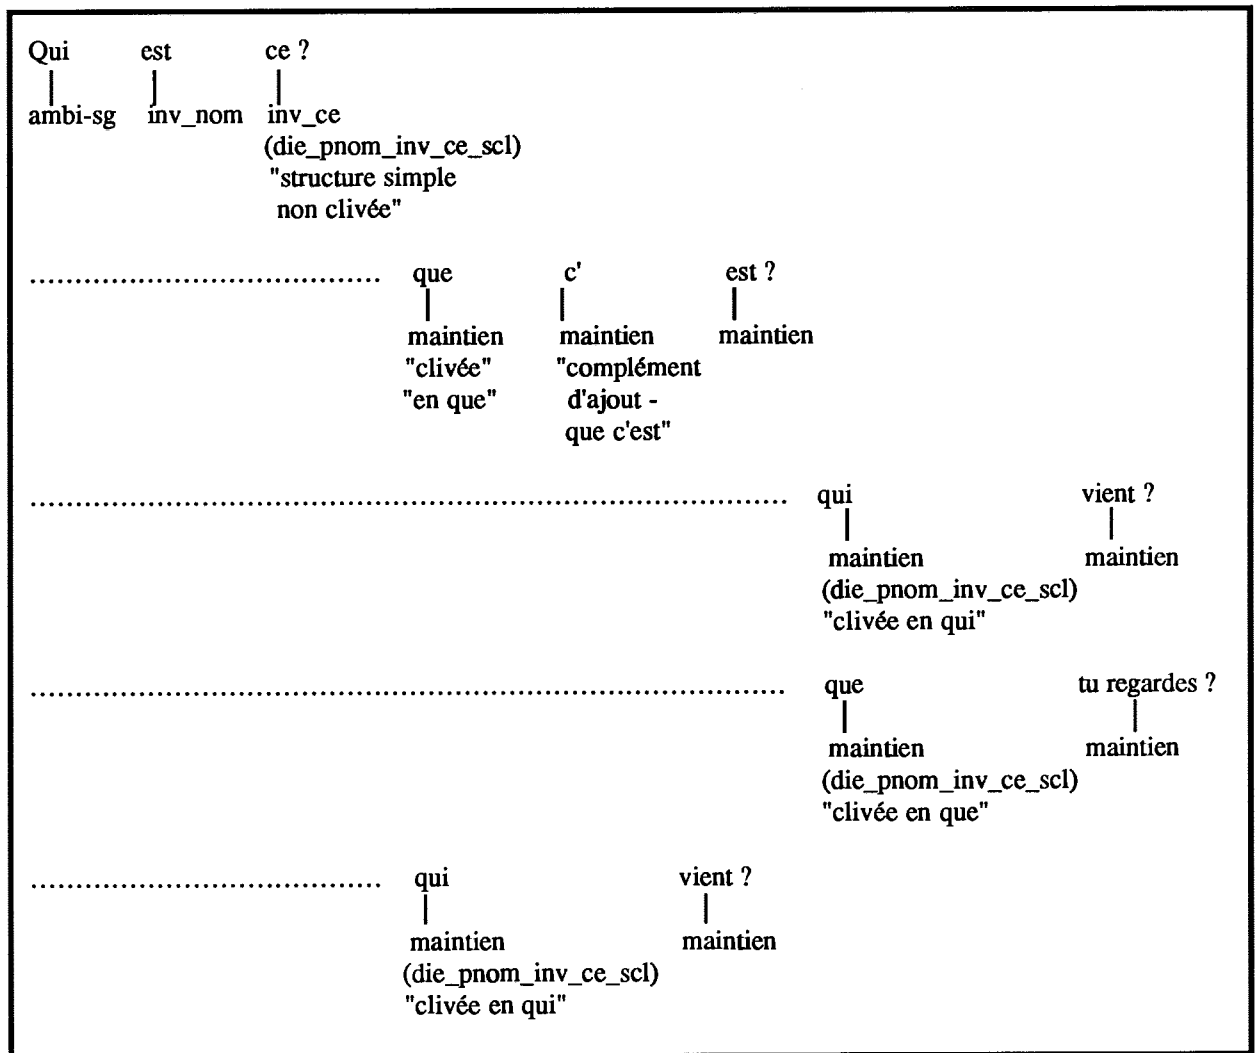 Qui est ce ?
ambi-sg inv_nom inv_ce
(die_pnom_inv_ce_scl)
"structure simple
non clivée"
....................................... que c' est ?
maintien maintien maintien
"clivée" "complément
"en que" d'ajout -
que c'est"
.................................................................................... qui vient ?
maintien maintien
(die_pnom_inv_ce_scl)
"clivée en qui"
.................................................................................... que tu regardes ?
maintien maintien
(die_pnom_inv_ce_scl)
"clivée en que"
....................................... qui vient ?
maintien maintien
(die_pnom_inv_ce_scl)
"clivée en qui"